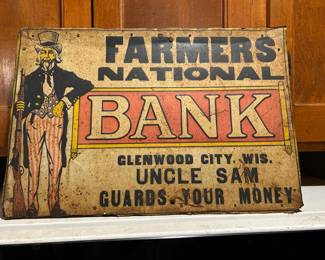 FARMERS
NATIONAL
BANK
GLENWOOD CITY, WIS.
UNCLE SAM
GUARDS. YOUR MONEY